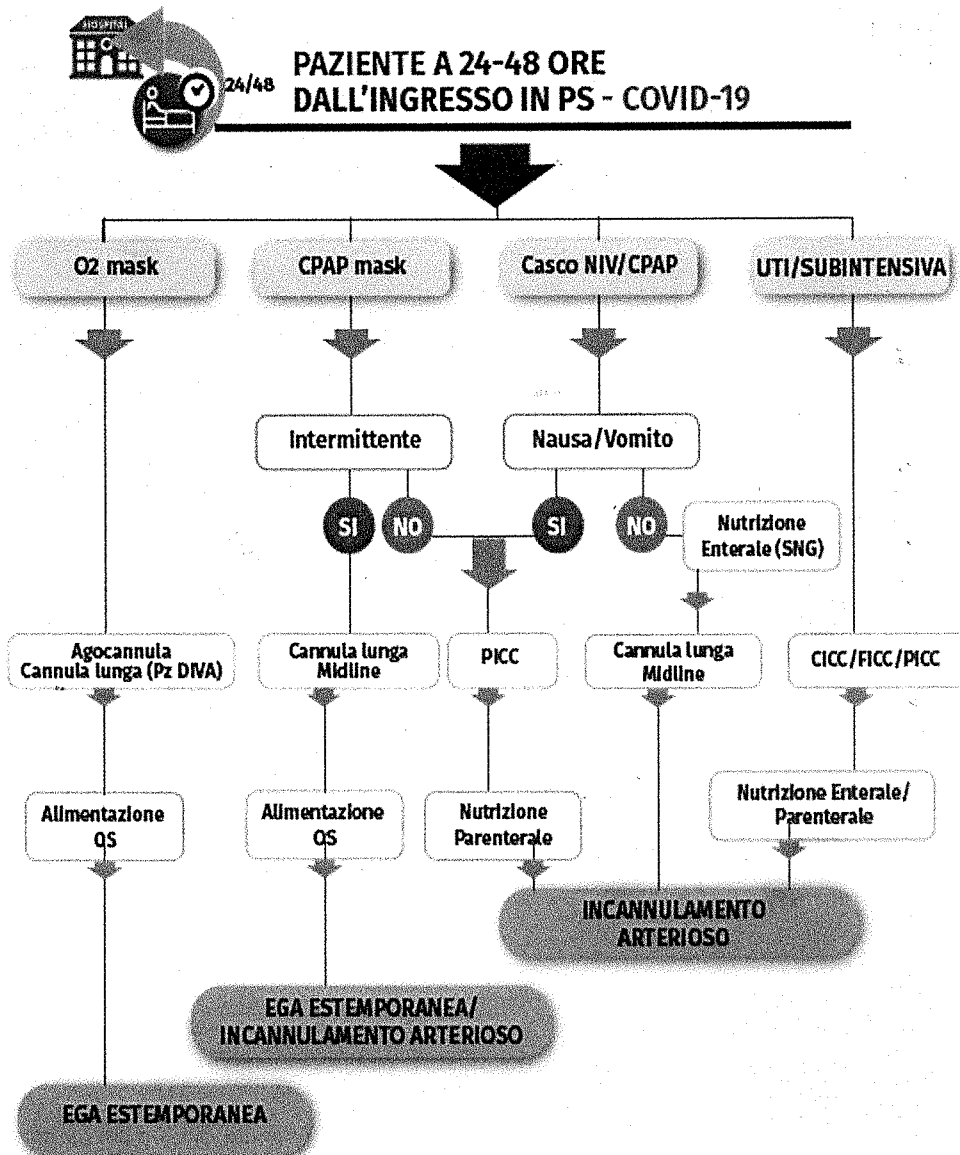 HOSPITAL
24/48
PAZIENTE A 24-48 ORE
DALL'INGRESSO IN PS - COVID-19
O2 mask
CPAP mask
Casco NIV/CPAP
UTI/SUBINTENSIVA
Intermittente
Nausa/Vomito
SI
NO
SI
NO
Nutrizione
Enterale (SNG)
Agocannula
Cannula lunga (Pz DIVA)
Cannula lunga
Midline
PICC
Cannula lunga
Midline
CICC/FICC/PICC
Alimentazione
OS
Alimentazione
OS
Nutrizione
Parenterale
Nutrizione Enterale/
Parenterale
INCANNULAMENTO
ARTERIOSO
EGA ESTEMPORANEA/
INCANNULAMENTO ARTERIOSO
EGA ESTEMPORANEA